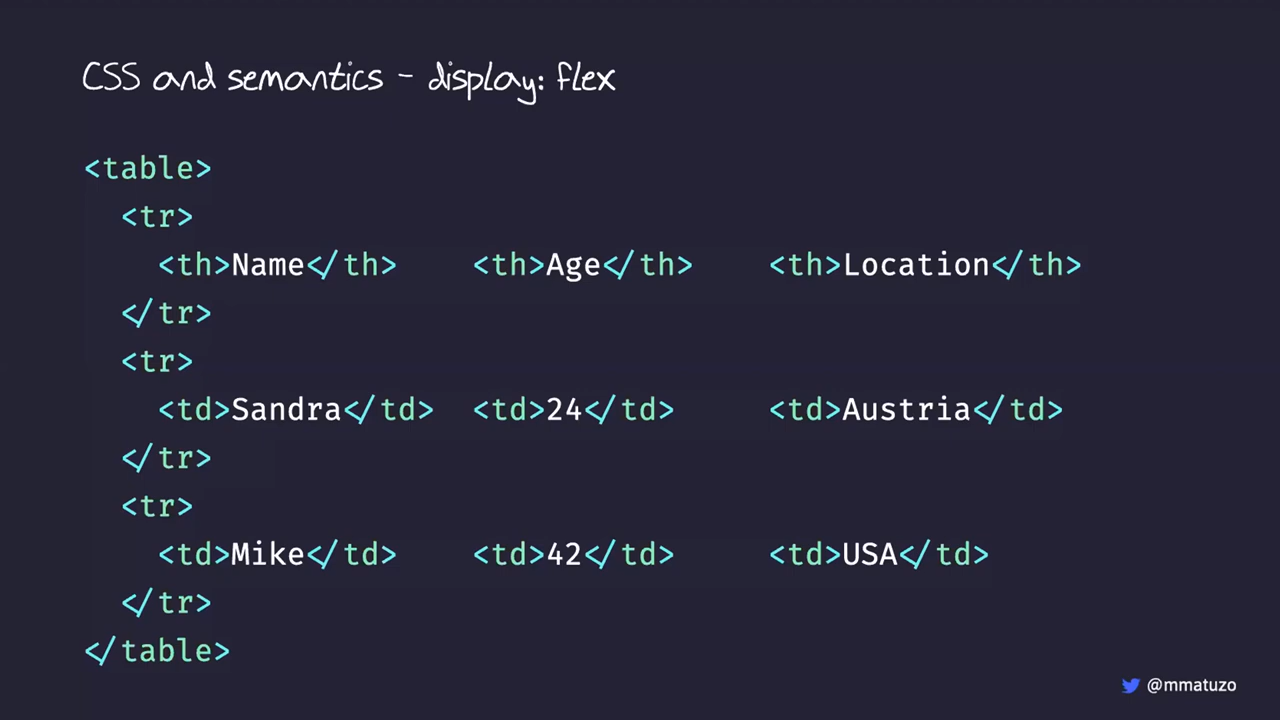 CSS and semantics - display: flex
<table>
<tr>
<th>Name</th> <th>Age</th> <th>Location</th>
</tr>
<tr>
<td>Sandra</td> <td>24</td> <td>Austria</td>
</tr>
<tr>
<td>Mike</td> <td>42</td> <td>USA</td>
</tr>
</table>
@mmatuzo